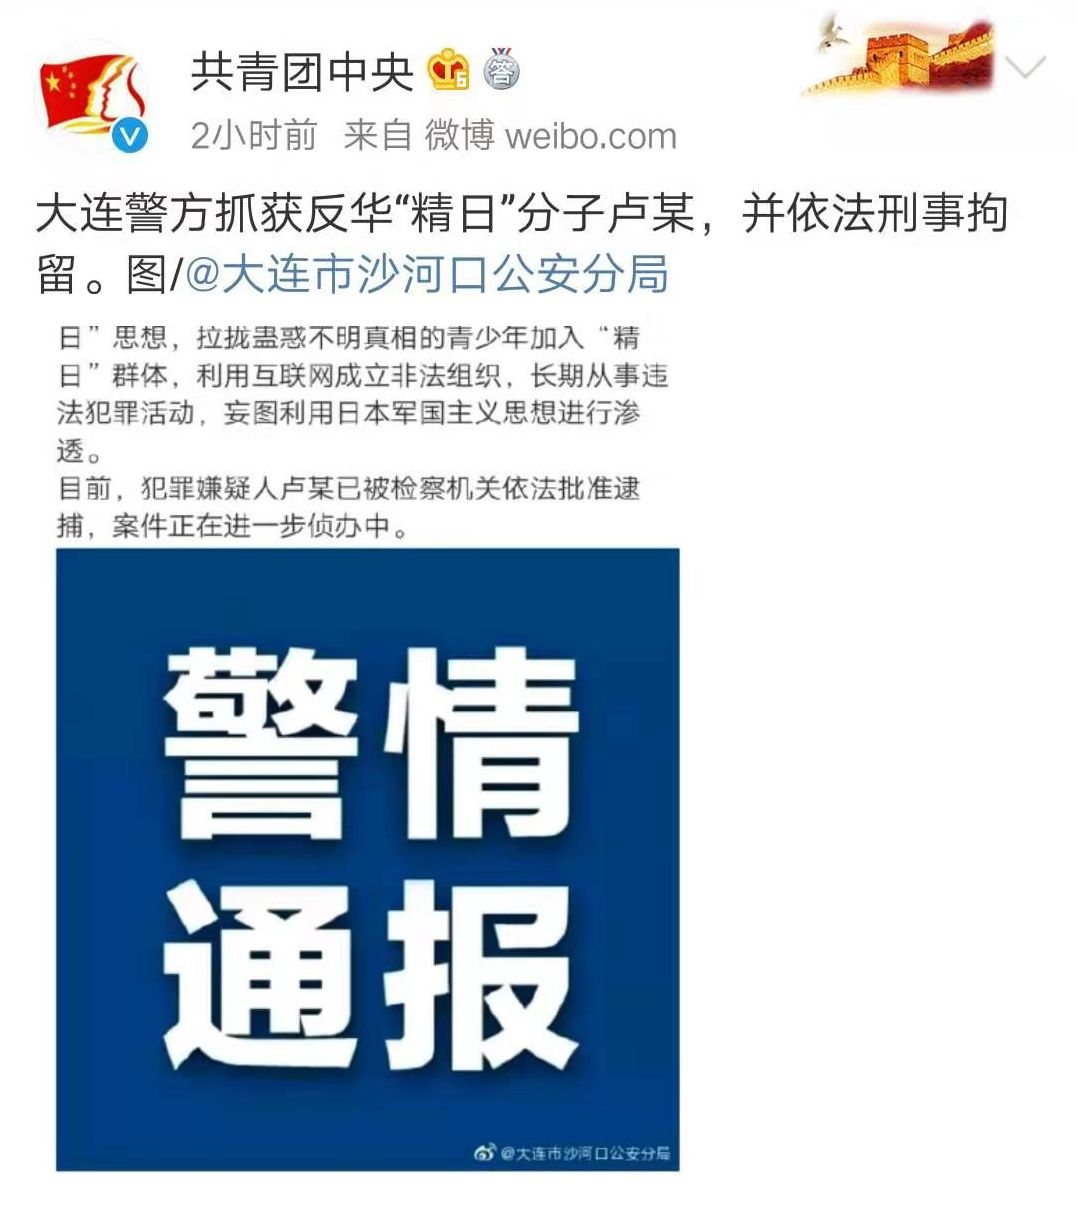 共青团中央
2小时前 来自 微博 weibo.com
大连警方抓获反华“精日”分子卢某，并依法刑事拘
留。图/@大连市沙河口公安分局
日”思想，拉拢蛊惑不明真相的青少年加入“精
日”群体，利用互联网成立非法组织，长期从事违
法犯罪活动，妄图利用日本军国主义思想进行渗
透。
目前，犯罪嫌疑人卢某已被检察机关依法批准逮
捕，案件正在进一步侦办中。
警情
通报
@大连市沙河口公安分局